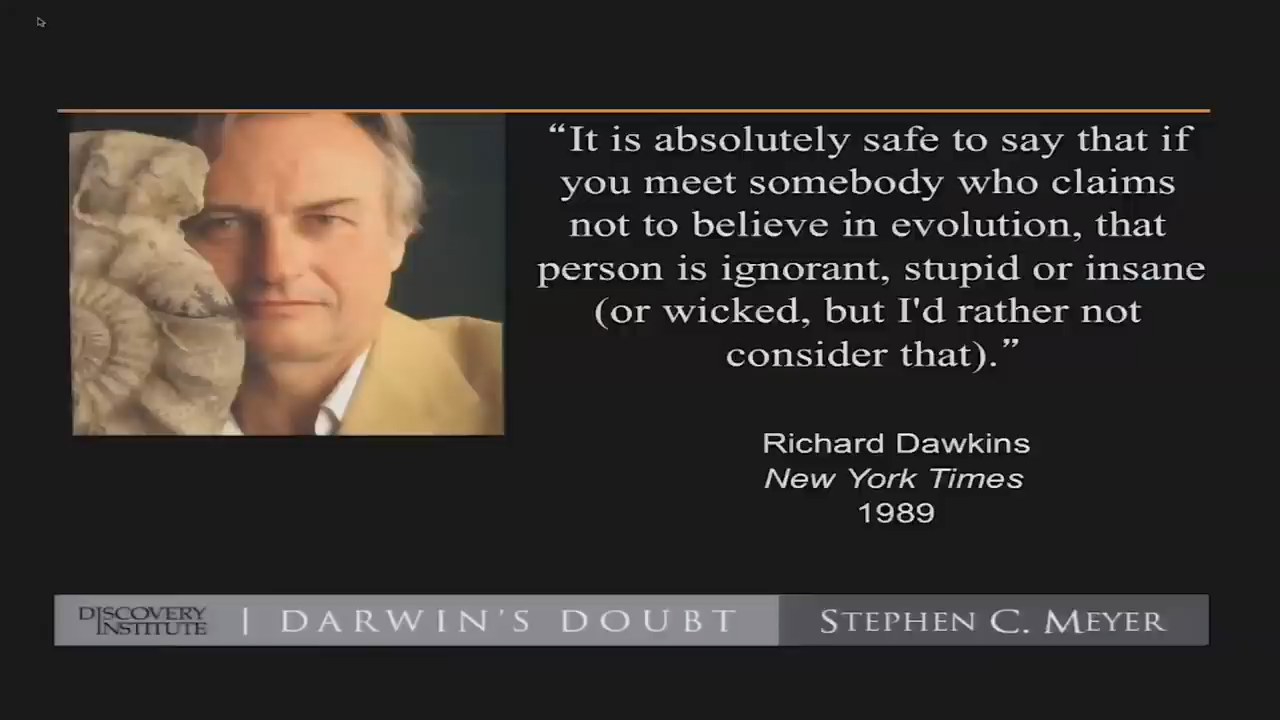 “It is absolutely safe to say that if
you meet somebody who claims
not to believe in evolution, that
person is ignorant, stupid or insane
(or wicked, but I'd rather not
consider that).”
Richard Dawkins
New York Times
1989
DISCOVERY
INSTITUTE
| DARWIN'S DOUBT
STEPHEN C. MEYER